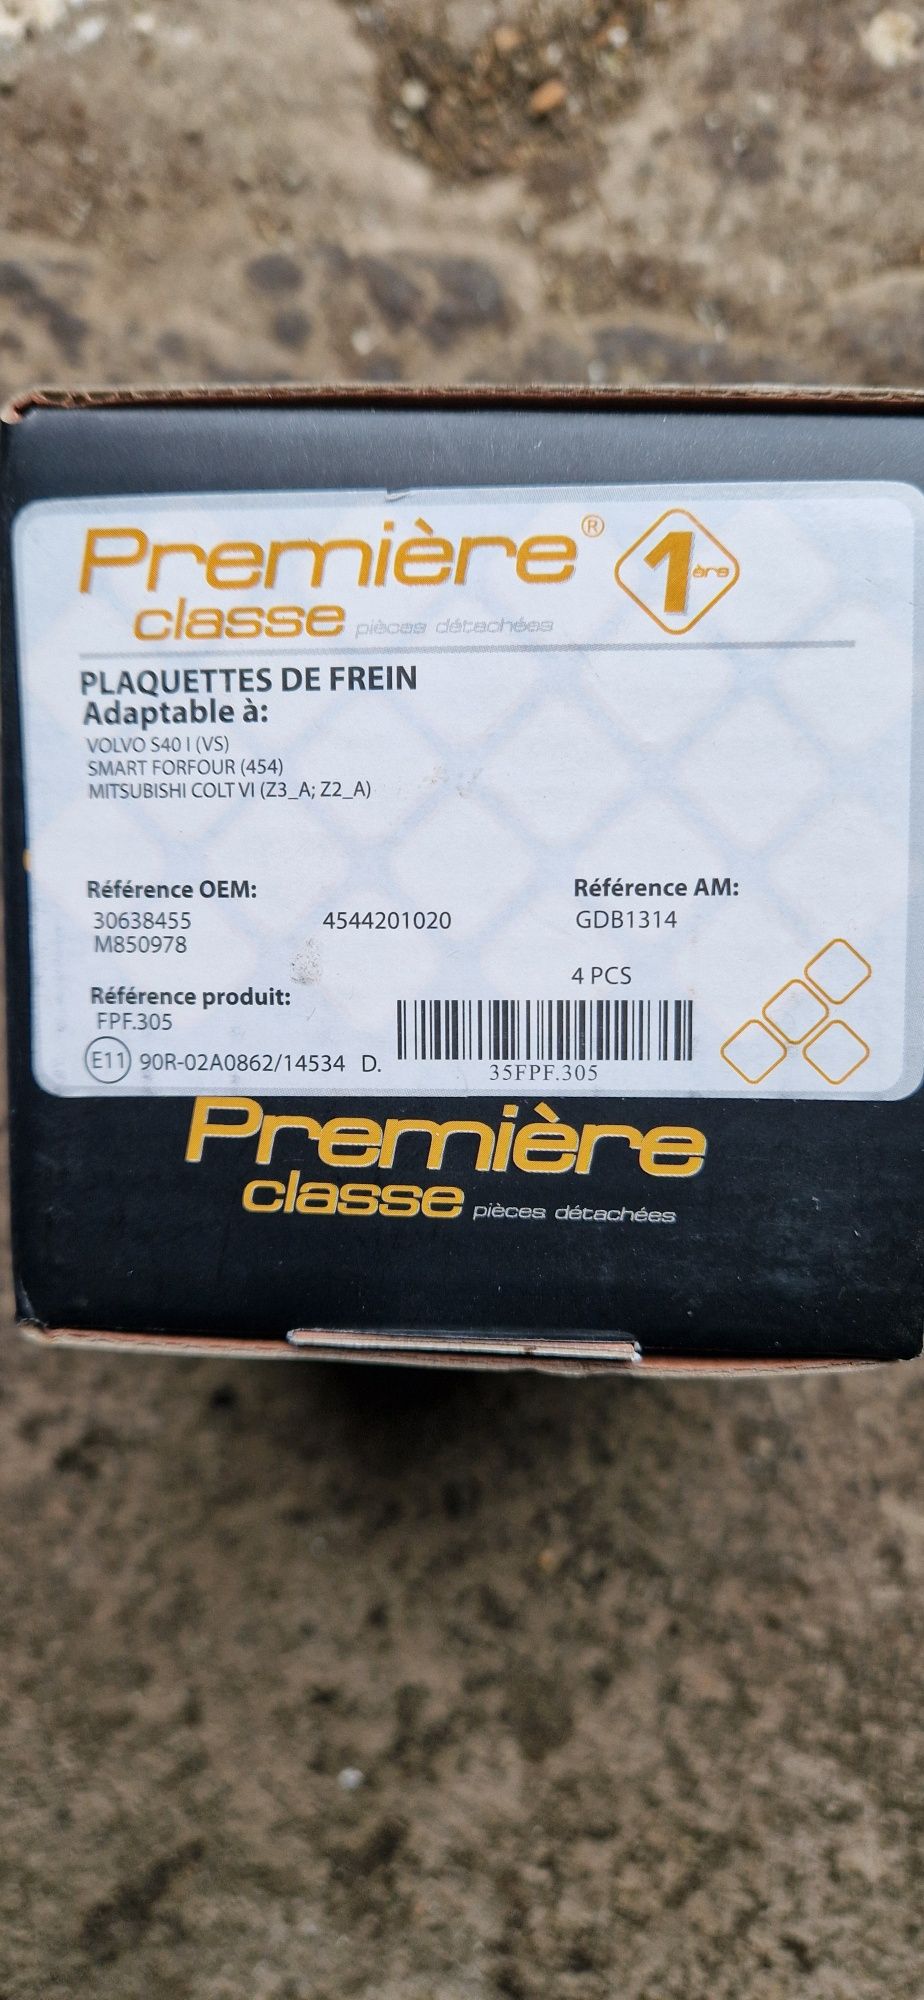 Première®
classe pièces détachées
1ère
PLAQUETTES DE FREIN
Adaptable à:
VOLVO S40 I (VS)
SMART FORFOUR (454)
MITSUBISHI COLT VI (Z3_A; Z2_A)
Référence OEM: Référence AM:
30638455 4544201020 GDB1314
M850978
4 PCS
Référence produit:
FPF.305
E11 90R-02A0862/14534 D.
35FPF.305
Première
classe pièces détachées